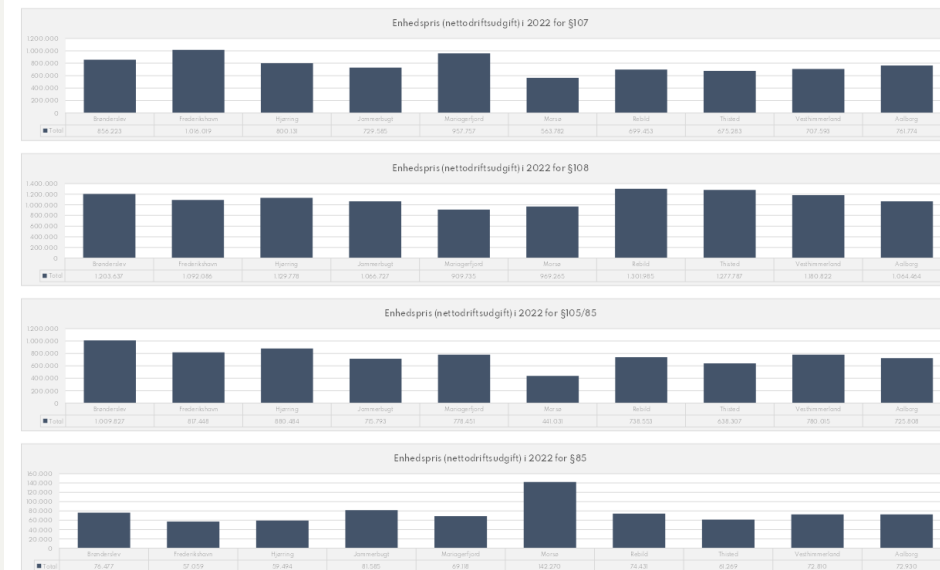 Enhedspris (nettodriftsudgift) i 2022 for §107
1.200.000
1.000.000
800.000
600.000
400.000
200.000
0
Brønderslev Frederikshavn Hjørring Jammerbugt Mariagerfjord Morsø Rebild Thisted Vesthimmerland Aalborg
Total 856.223 1.016.019 800.131 729.585 957.757 563.782 699.453 675.283 707.593 761.774
Enhedspris (nettodriftsudgift) i 2022 for §108
1.400.000
1.200.000
1.000.000
800.000
600.000
400.000
200.000
0
Brønderslev Frederikshavn Hjørring Jammerbugt Mariagerfjord Morsø Rebild Thisted Vesthimmerland Aalborg
Total 1.203.637 1.092.086 1.129.778 1.066.727 909.735 969.265 1.301.985 1.277.787 1.180.822 1.064.464
Enhedspris (nettodriftsudgift) i 2022 for §105/85
1.200.000
1.000.000
800.000
600.000
400.000
200.000
0
Brønderslev Frederikshavn Hjørring Jammerbugt Mariagerfjord Morsø Rebild Thisted Vesthimmerland Aalborg
Total 1.009.827 817.448 880.484 715.793 778.451 441.031 738.553 638.307 780.015 723.808
Enhedspris (nettodriftsudgift) i 2022 for §85
160.000
140.000
120.000
100.000
80.000
60.000
40.000
20.000
0
Brønderslev Frederikshavn Hjørring Jammerbugt Mariagerfjord Morsø Rebild Thisted Vesthimmerland Aalborg
Total 76.477 57.059 59.494 81.585 69.181 142.270 74.431 61.269 72.810 72.930